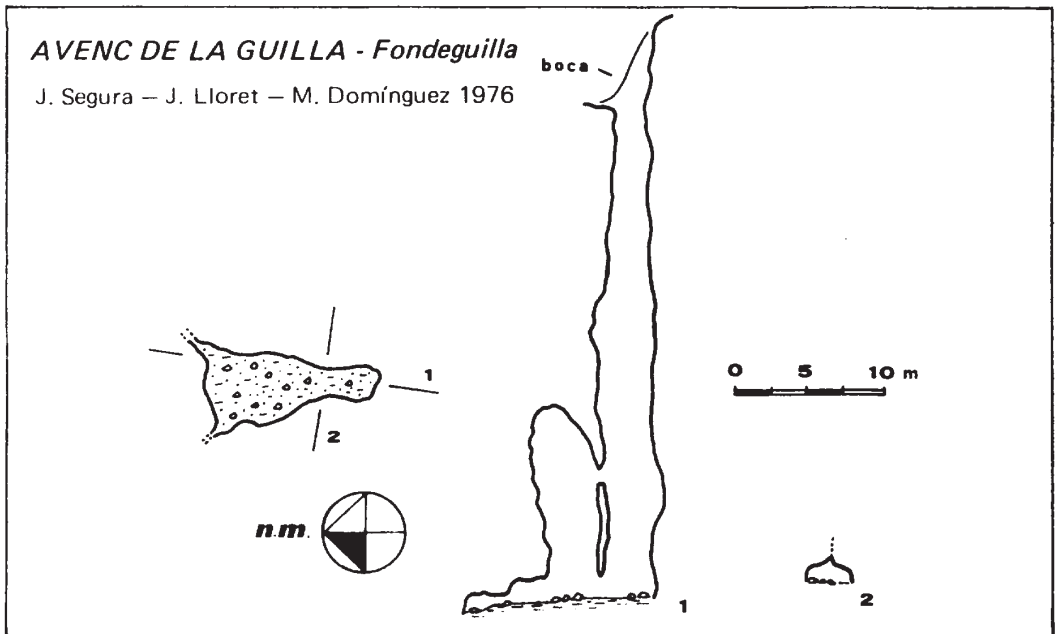 AVENC DE LA GUILLA - Fondeguilla
J. Segura – J. Lloret – M. Domínguez 1976
boca
0 5 10 m
1
2
n.m.
1
2